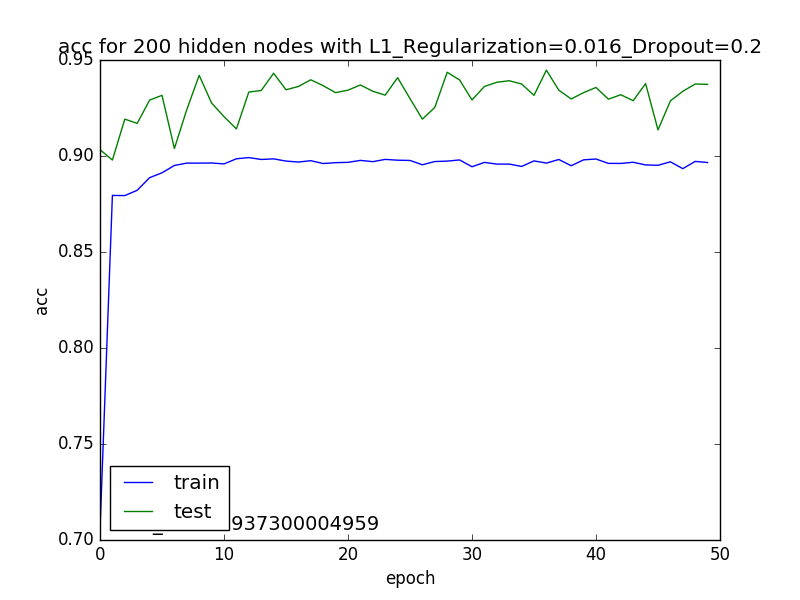 acc for 200 hidden nodes with L1_Regularization=0.016_Dropout=0.2
0.95
0.90
0.85
0.80
0.75
0.70
acc
train
test
_ 937300004959
0 10 20 30 40 50
epoch